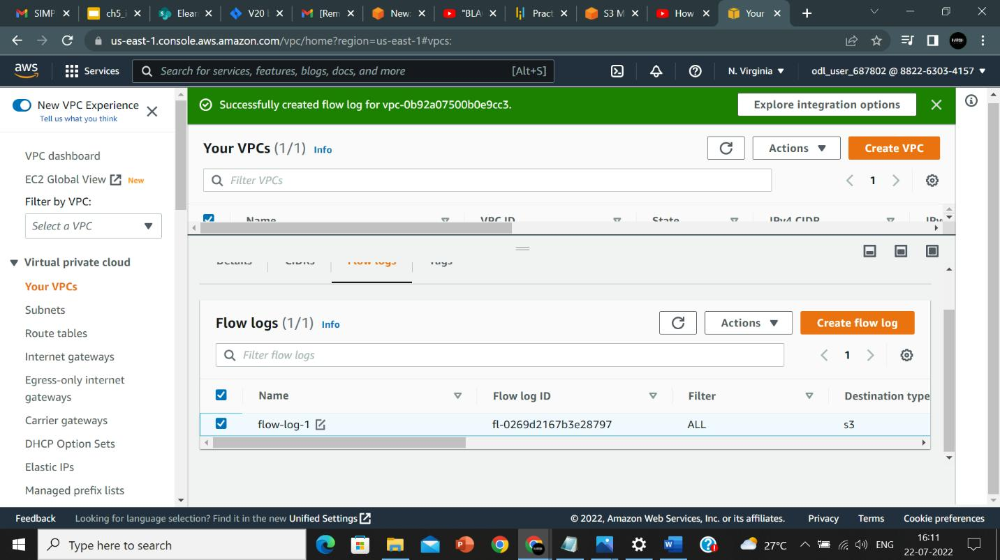 SIMP
ch5_i
Elear
V20 b
[Rem
New:
"BLA
Pract
S3 M
How
Your
us-east-1.console.aws.amazon.com/vpc/home?region=us-east-1#vpcs:
aws
Services
Search for services, features, blogs, docs, and more
[Alt+S]
N. Virginia
odl_user_687802 @ 8822-6303-4157
New VPC Experience
Tell us what you think
Successfully created flow log for vpc-0b92a07500b0e9cc3.
Explore integration options
VPC dashboard
EC2 Global View New
Filter by VPC:
Select a VPC
Virtual private cloud
Your VPCs
Subnets
Route tables
Internet gateways
Egress-only internet
gateways
Carrier gateways
DHCP Option Sets
Elastic IPs
Managed prefix lists
Your VPCs (1/1) Info
Actions
Create VPC
Filter VPCs
1
Name
VPC ID
State
IPv4 CIDR
IPv
Details
CIDRs
Flow logs
Tags
Flow logs (1/1) Info
Actions
Create flow log
Filter flow logs
1
Name
Flow log ID
Filter
Destination type
flow-log-1
fl-0269d2167b3e28797
ALL
s3
Feedback
Looking for language selection? Find it in the new Unified Settings
© 2022, Amazon Web Services, Inc. or its affiliates.
Privacy
Terms
Cookie preferences
Type here to search
27°C
ENG
16:11
22-07-2022